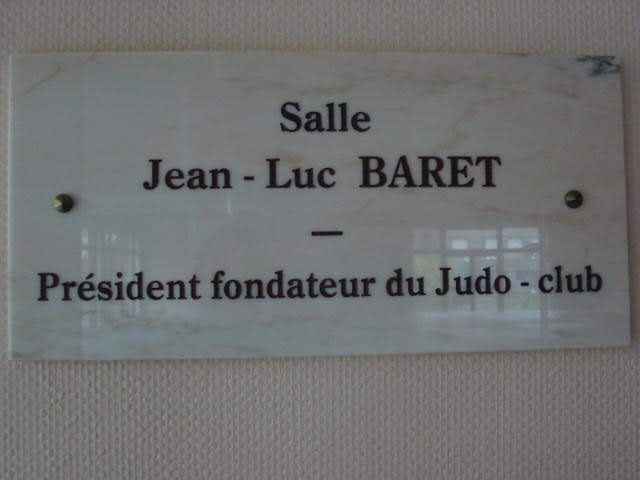 Salle
Jean - Luc BARET
—
Président fondateur du Judo - club